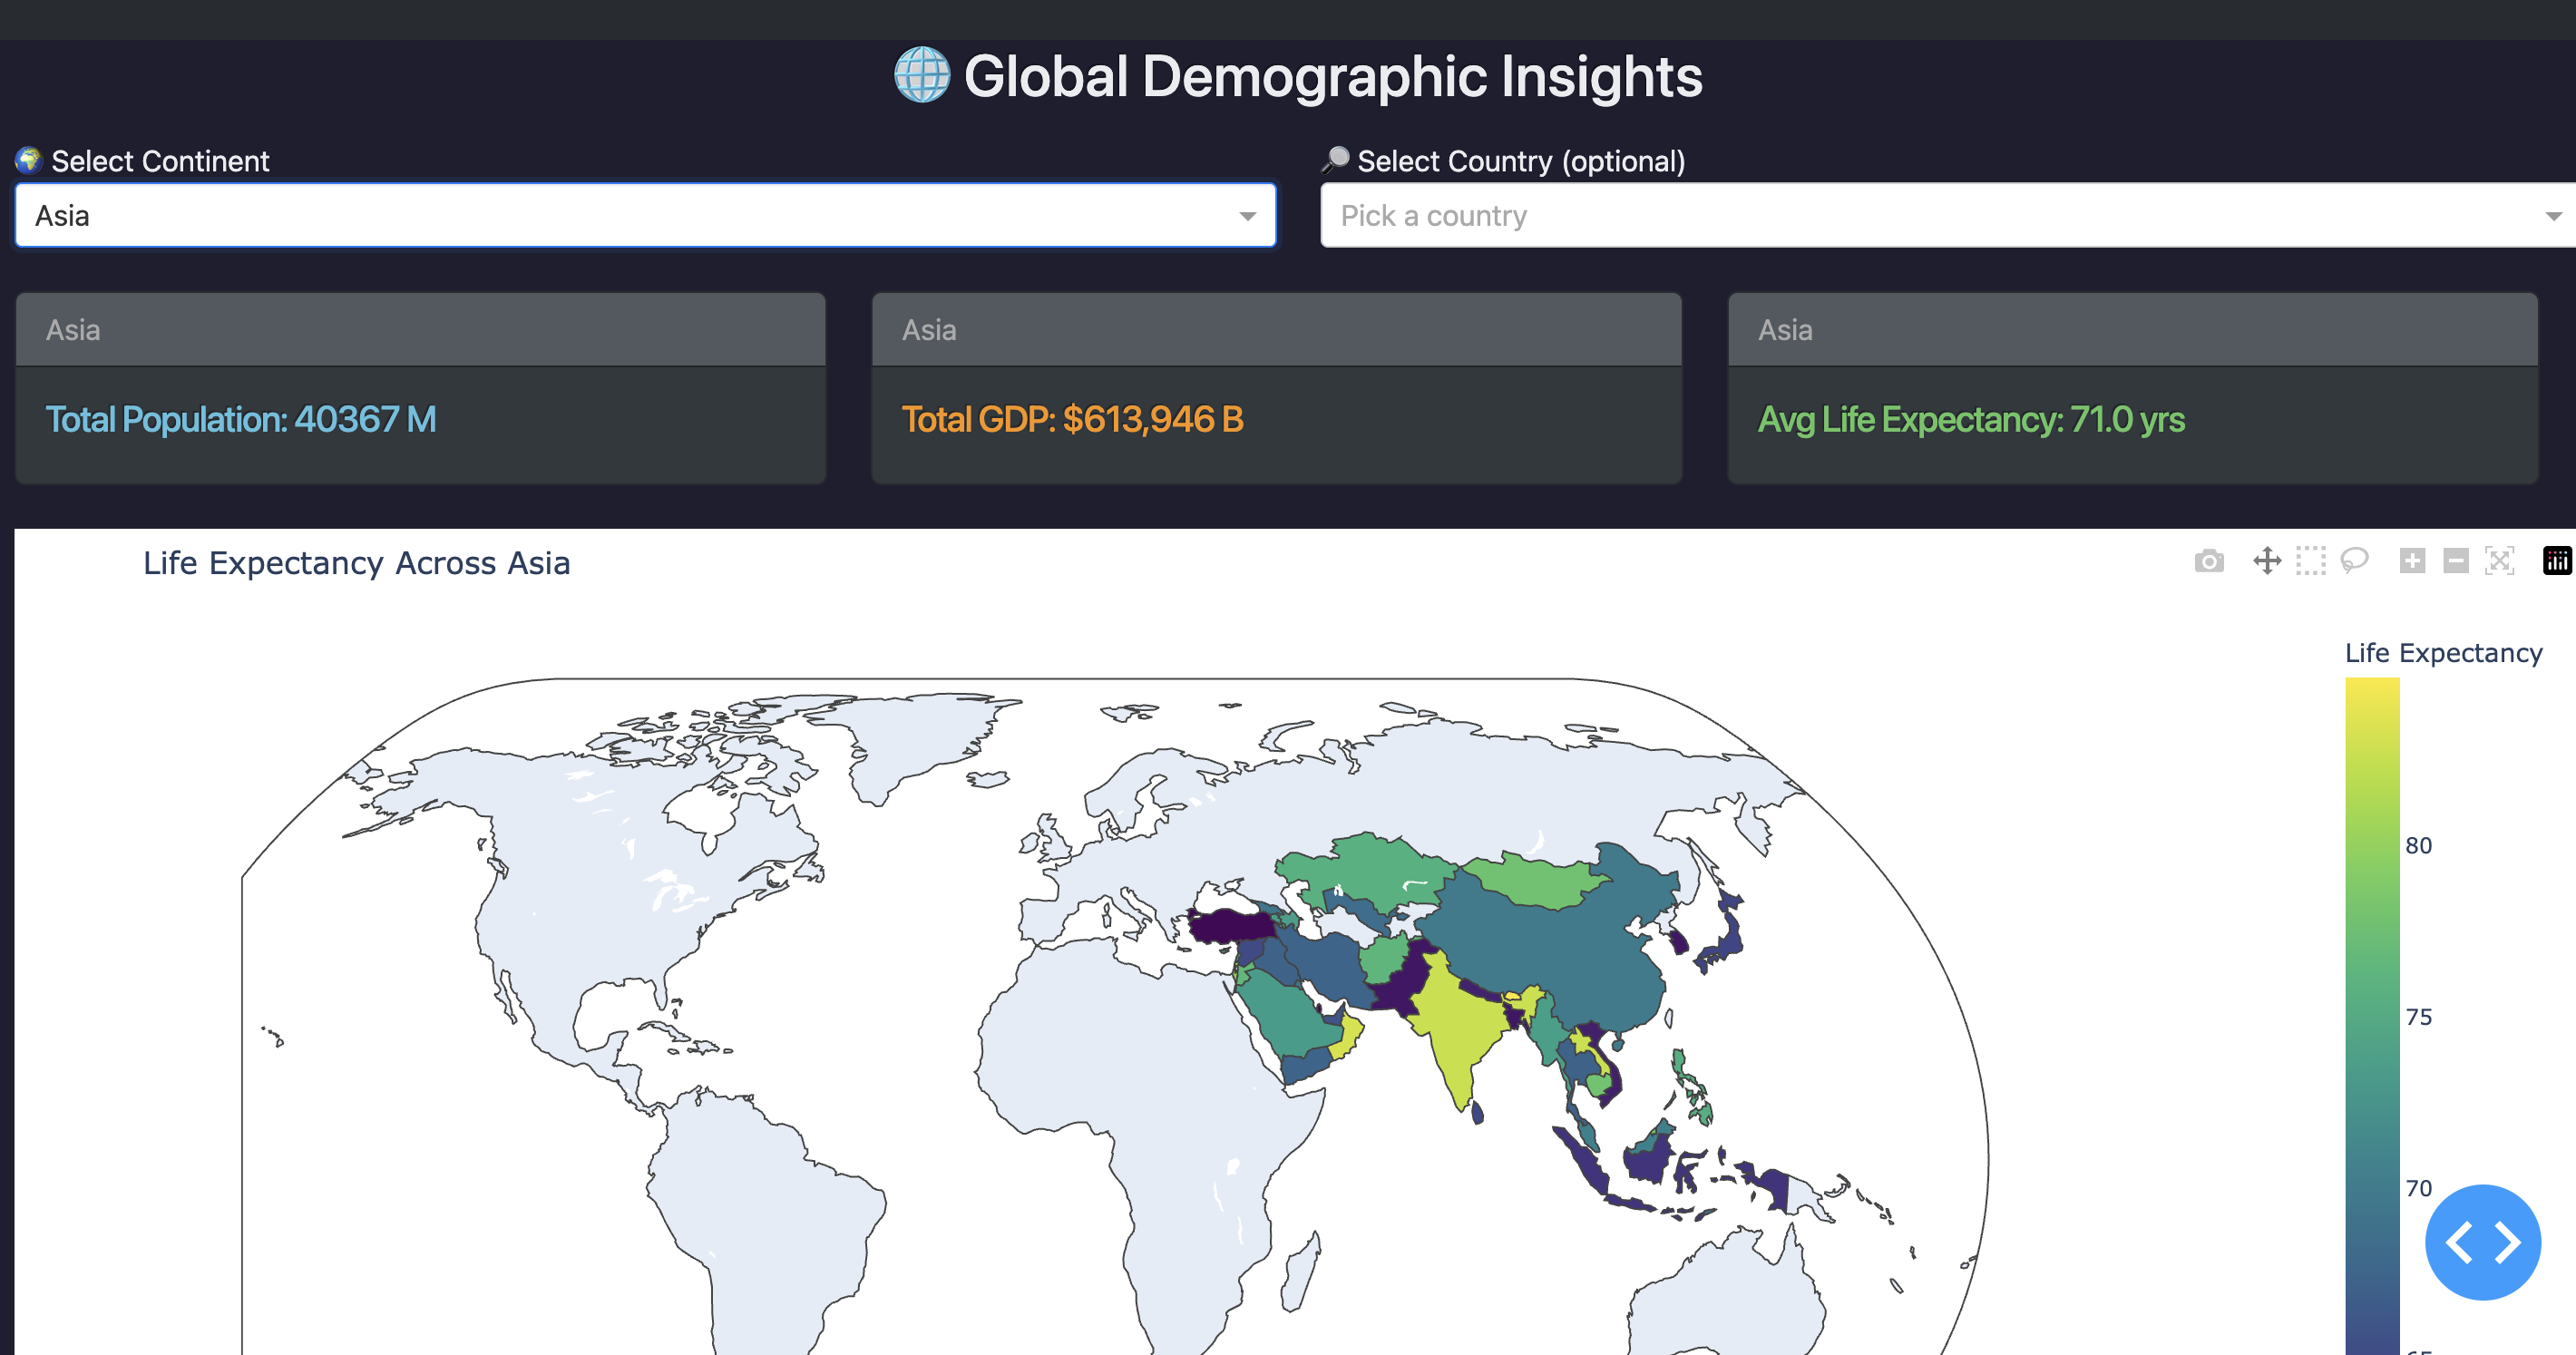 Global Demographic Insights
Select Continent
Select Country (optional)
Asia
Pick a country
Asia
Asia
Asia
Total Population: 40367 M
Total GDP: $613,946 B
Avg Life Expectancy: 71.0 yrs
Life Expectancy Across Asia
Life Expectancy
80
75
70